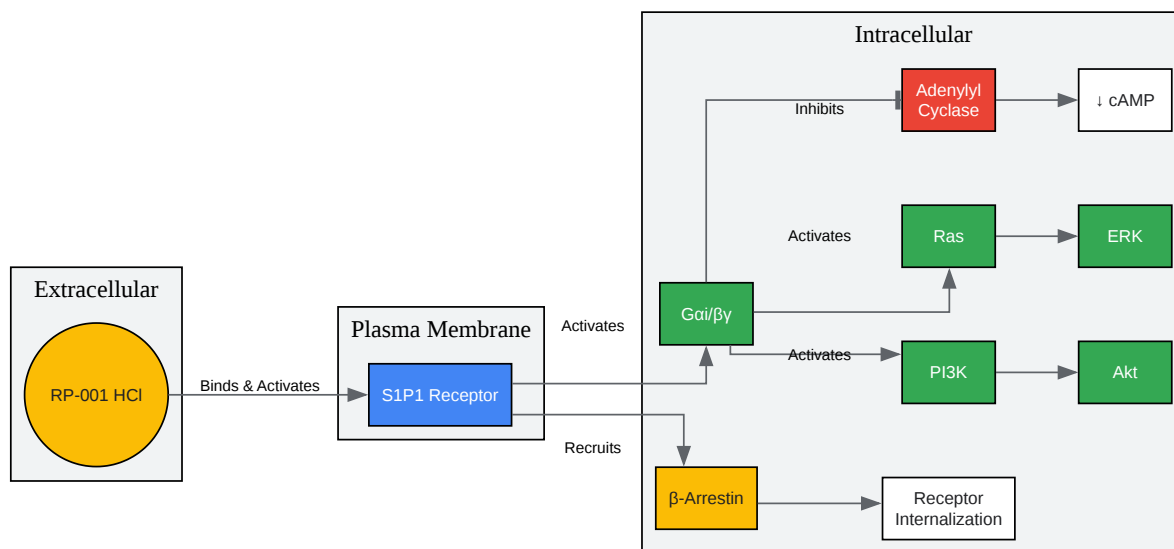 Intracellular
Adenylyl
Cyclase
↓ cAMP
Inhibits
Ras
ERK
Activates
Extracellular
RP-001 HCl
Binds & Activates
Plasma Membrane
S1P1 Receptor
Activates
Gαi/βγ
Activates
PI3K
Akt
Recruits
β-Arrestin
Receptor
Internalization